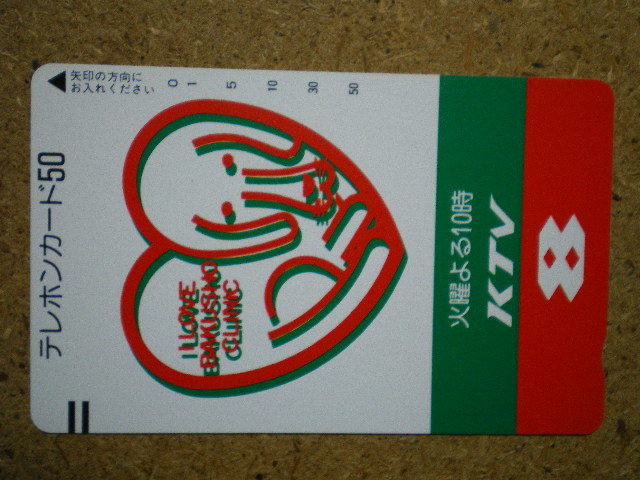 矢印の方向に
お入れください
0 1 5 10 30 50
テレホンカード50
I LOVE
BAKUSHO
CLINIC
火曜よる10時
KTV
8